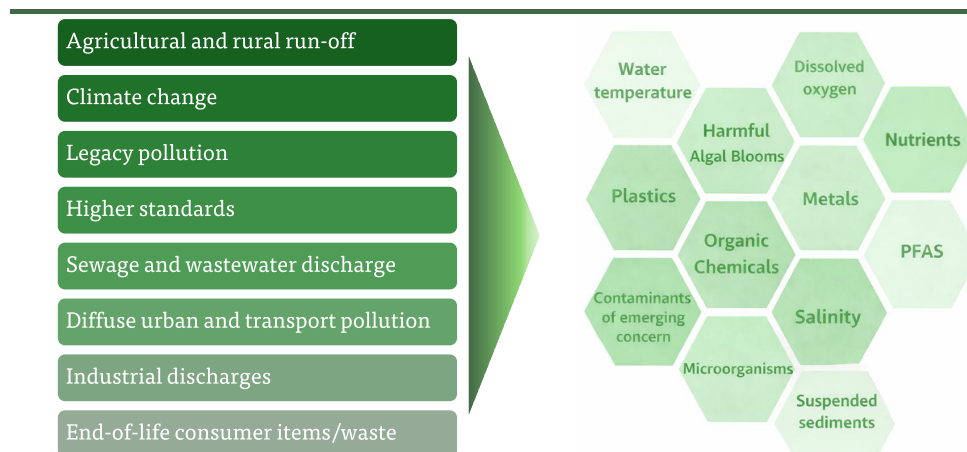 Agricultural and rural run-off
Climate change
Legacy pollution
Higher standards
Sewage and wastewater discharge
Diffuse urban and transport pollution
Industrial discharges
End-of-life consumer items/waste
Water
temperature
Dissolved
oxygen
Harmful
Algal Blooms
Nutrients
Plastics
Metals
Organic
Chemicals
PFAS
Contaminants
of emerging
concern
Salinity
Microorganisms
Suspended
sediments